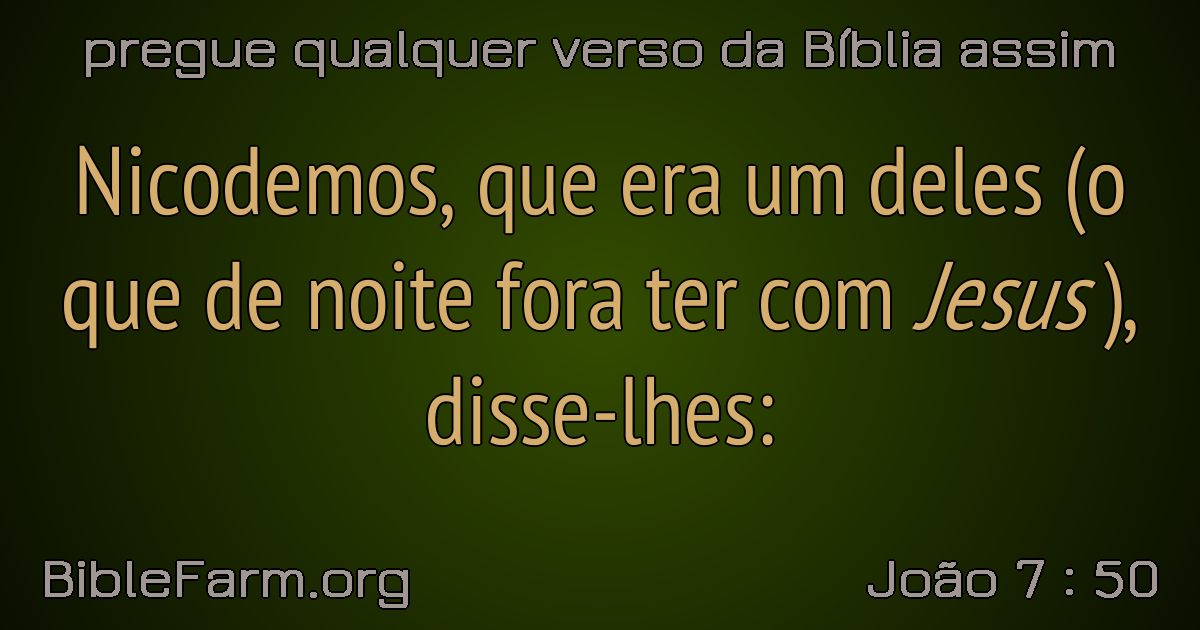 pregue qualquer verso da Bíblia assim
Nicodemos, que era um deles (o
que de noite fora ter com Jesus ),
disse-lhes:
BibleFarm.org
João 7 : 50